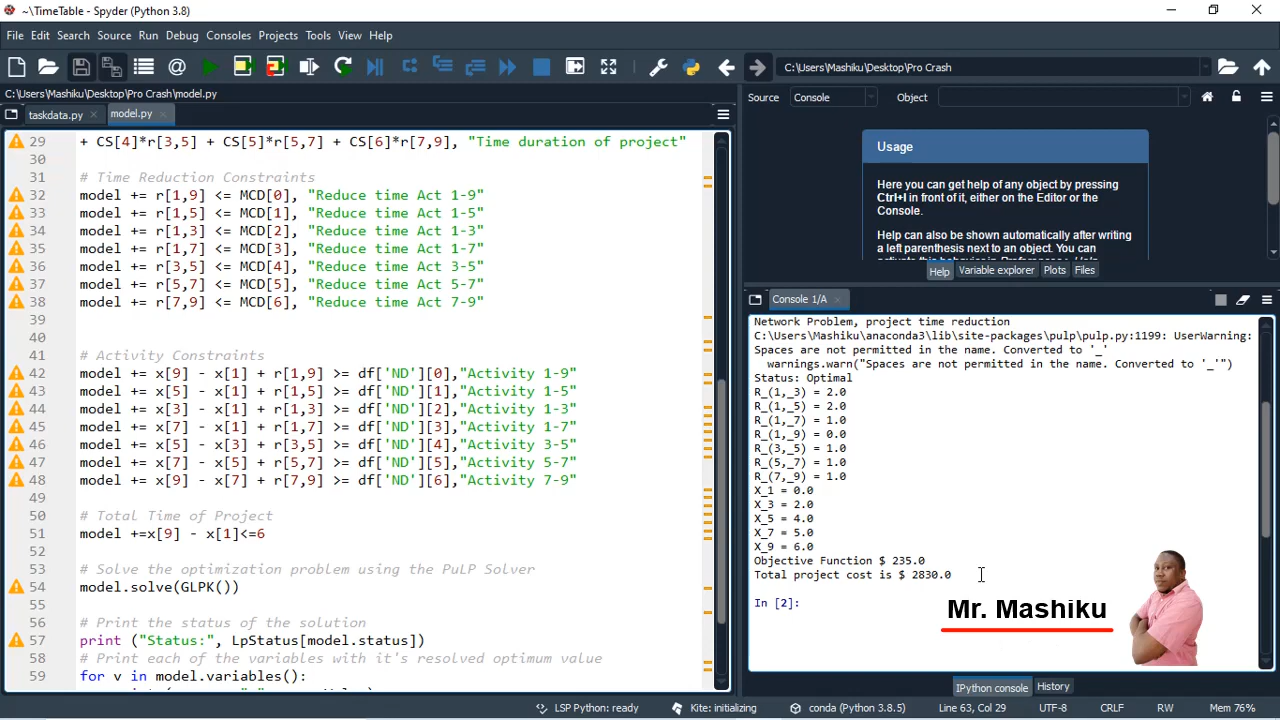 ~\TimeTable - Spyder (Python 3.8)
File Edit Search Source Run Debug Consoles Projects Tools View Help
C:\Users\Mashiku\Desktop\Pro Crash
C:\Users\Mashiku\Desktop\Pro Crash\model.py
taskdata.py model.py
29 + CS[4]*r[3,5] + CS[5]*r[5,7] + CS[6]*r[7,9], "Time duration of project"
30
31 # Time Reduction Constraints
32 model += r[1,9] <= MCD[0], "Reduce time Act 1-9"
33 model += r[1,5] <= MCD[1], "Reduce time Act 1-5"
34 model += r[1,3] <= MCD[2], "Reduce time Act 1-3"
35 model += r[1,7] <= MCD[3], "Reduce time Act 1-7"
36 model += r[3,5] <= MCD[4], "Reduce time Act 3-5"
37 model += r[5,7] <= MCD[5], "Reduce time Act 5-7"
38 model += r[7,9] <= MCD[6], "Reduce time Act 7-9"
39
40
41 # Activity Constraints
42 model += x[9] - x[1] + r[1,9] >= df['ND'][0],"Activity 1-9"
43 model += x[5] - x[1] + r[1,5] >= df['ND'][1],"Activity 1-5"
44 model += x[3] - x[1] + r[1,3] >= df['ND'][2],"Activity 1-3"
45 model += x[7] - x[1] + r[1,7] >= df['ND'][3],"Activity 1-7"
46 model += x[5] - x[3] + r[3,5] >= df['ND'][4],"Activity 3-5"
47 model += x[7] - x[5] + r[5,7] >= df['ND'][5],"Activity 5-7"
48 model += x[9] - x[7] + r[7,9] >= df['ND'][6],"Activity 7-9"
49
50 # Total Time of Project
51 model +=x[9] - x[1]<=6
52
53 # Solve the optimization problem using the PuLP Solver
54 model.solve(GLPK())
55
56 # Print the status of the solution
57 print ("Status:", LpStatus[model.status])
58 # Print each of the variables with it's resolved optimum value
59 for v in model.variables():
Source Console Object
Usage
Here you can get help of any object by pressing
Ctrl+I in front of it, either on the Editor or the
Console.
Help can also be shown automatically after writing
a left parenthesis next to an object. You can
Help Variable explorer Plots Files
Console 1/A
Network Problem, project time reduction
C:\Users\Mashiku\anaconda3\lib\site-packages\pulp\pulp.py:1199: UserWarning:
Spaces are not permitted in the name. Converted to '_'
warnings.warn("Spaces are not permitted in the name. Converted to '_'")
Status: Optimal
R_(1,_3) = 2.0
R_(1,_5) = 2.0
R_(1,_7) = 1.0
R_(1,_9) = 0.0
R_(3,_5) = 1.0
R_(5,_7) = 1.0
R_(7,_9) = 1.0
X_1 = 0.0
X_3 = 2.0
X_5 = 4.0
X_7 = 5.0
X_9 = 6.0
Objective Function $ 235.0
Total project cost is $ 2830.0
In [2]:
Mr. Mashiku
IPython console History
LSP Python: ready Kite: initializing conda (Python 3.8.5) Line 63, Col 29 UTF-8 CRLF RW Mem 76%